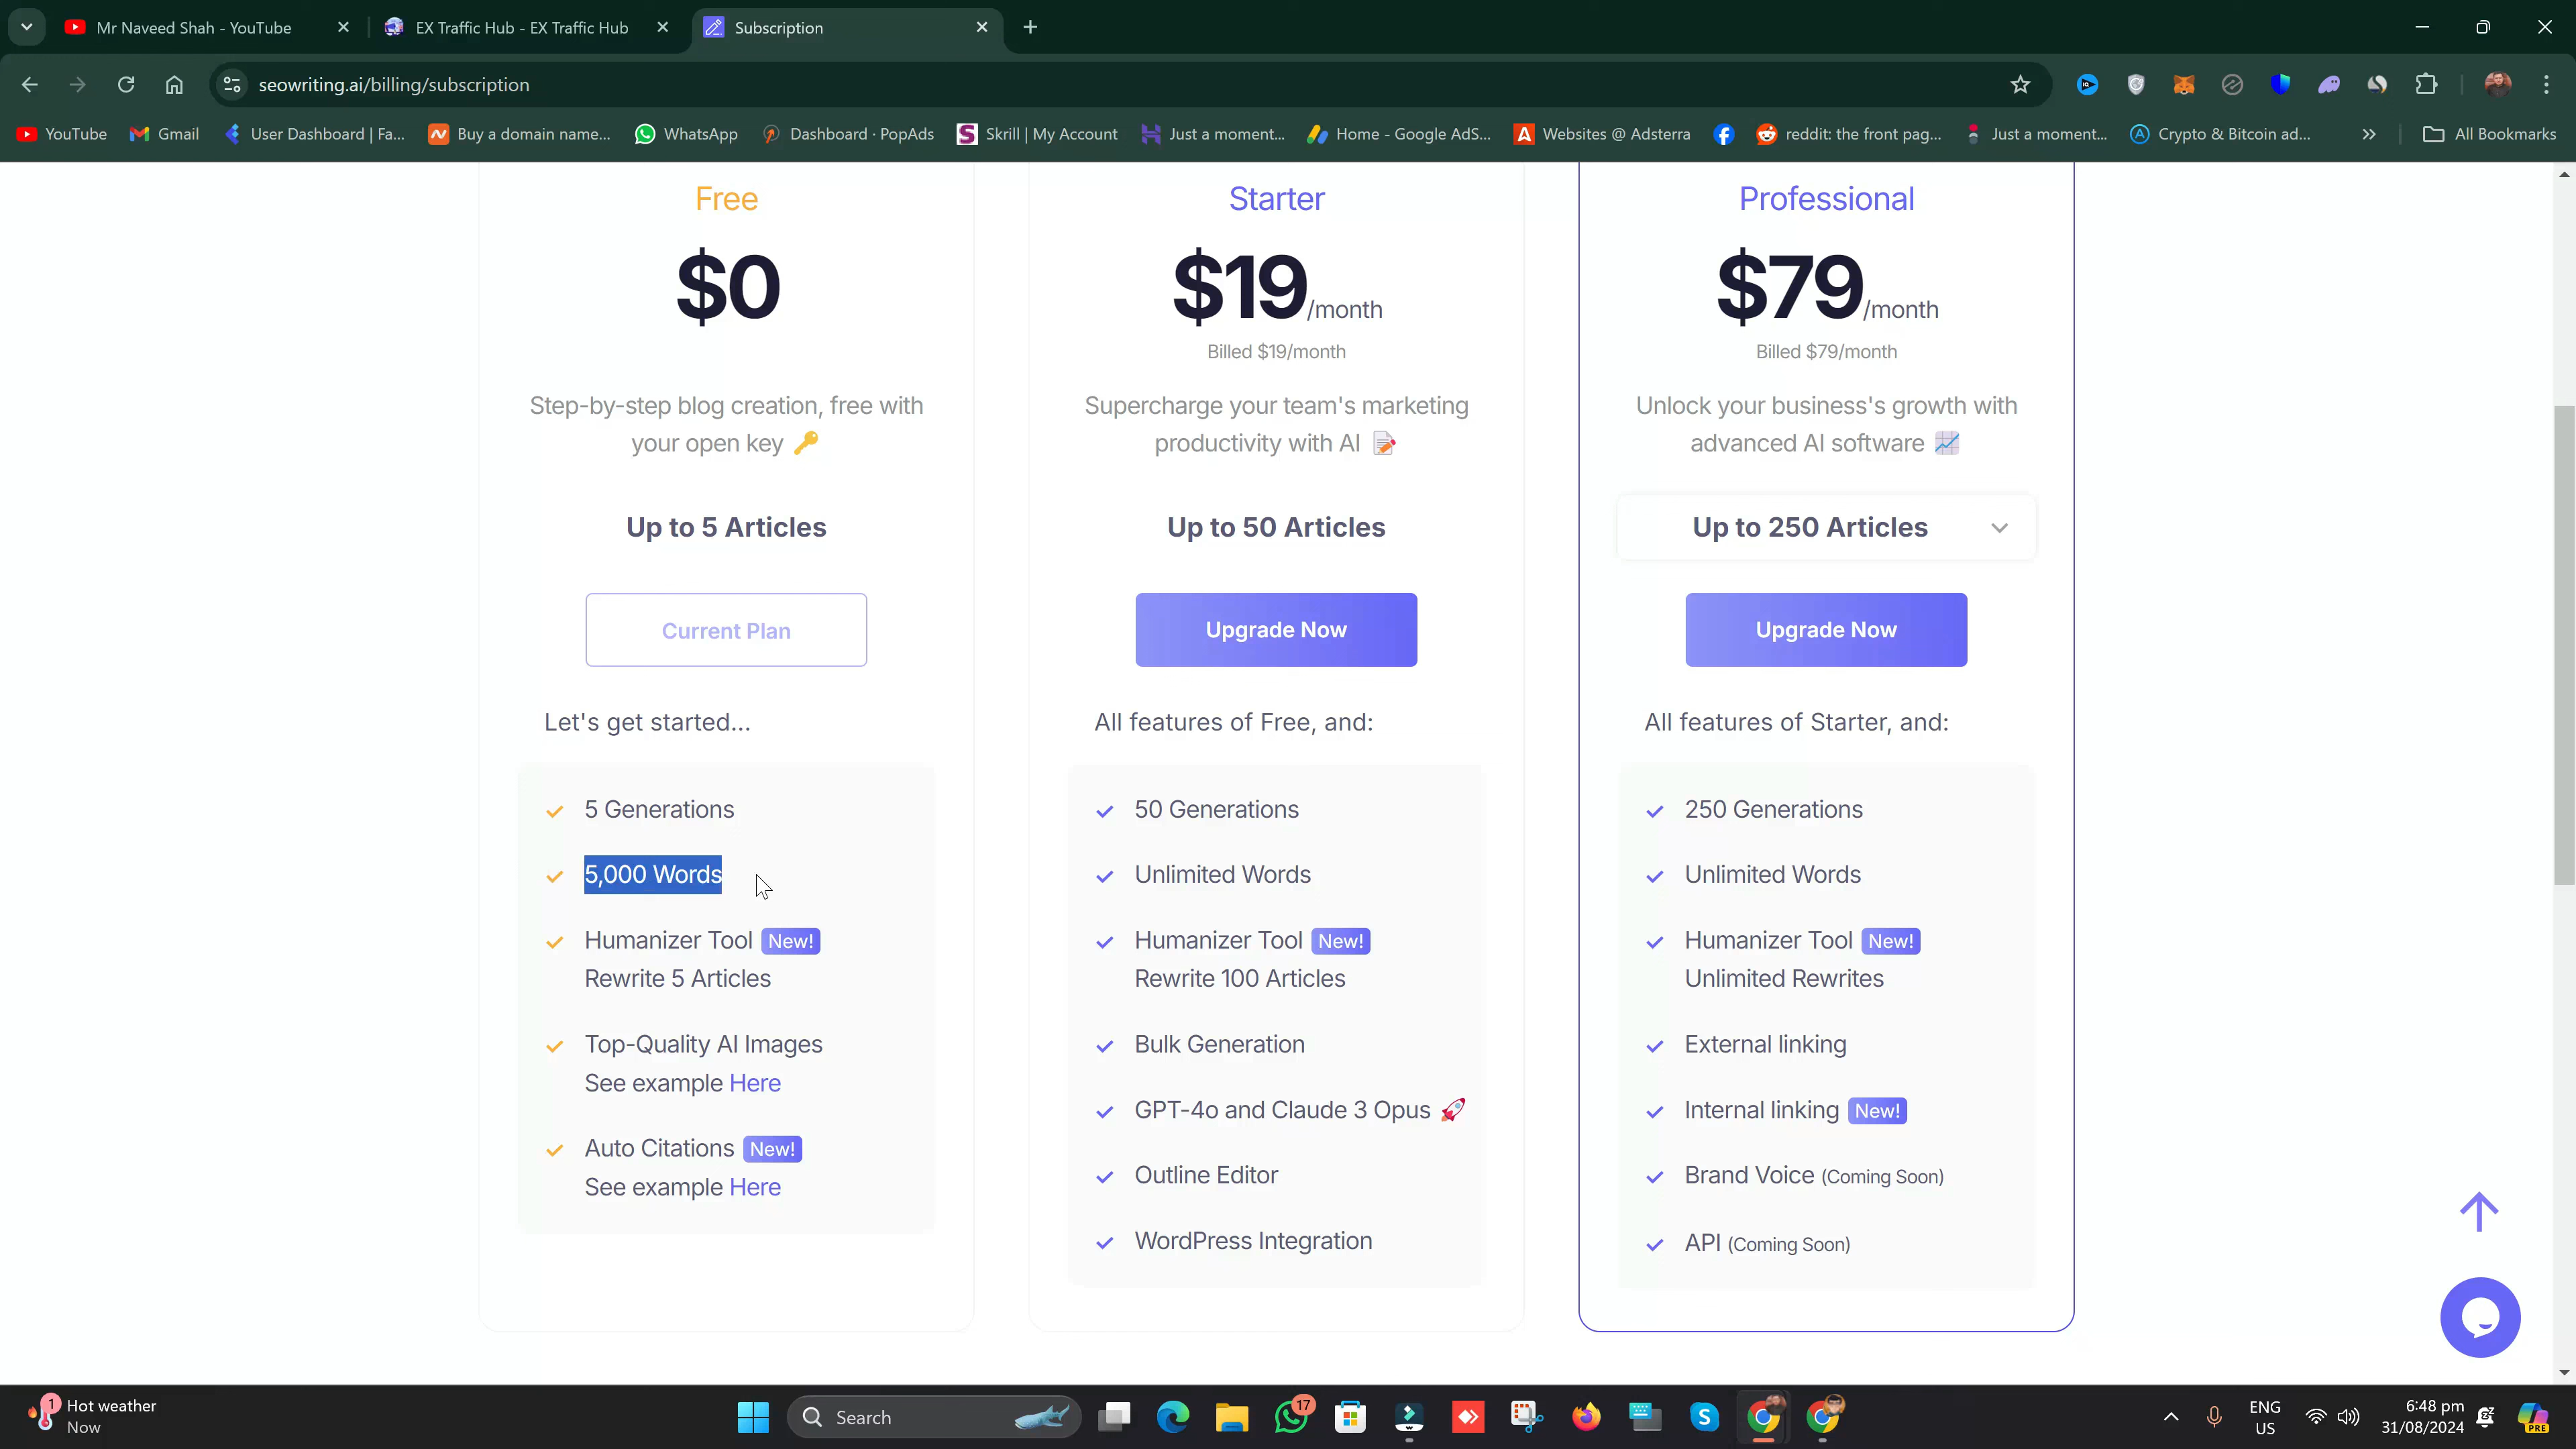 Mr Naveed Shah - YouTube
EX Traffic Hub - EX Traffic Hub
Subscription
seowriting.ai/billing/subscription
YouTube
Gmail
User Dashboard | Fa...
Buy a domain name...
WhatsApp
Dashboard · PopAds
Skrill | My Account
Just a moment...
Home - Google AdS...
Websites @ Adsterra
reddit: the front pag...
Just a moment...
Crypto & Bitcoin ad...
All Bookmarks
Free
$0
Step-by-step blog creation, free with
your open key 🔑
Up to 5 Articles
Current Plan
Let's get started...
5 Generations
5,000 Words
Humanizer Tool New!
Rewrite 5 Articles
Top-Quality AI Images
See example Here
Auto Citations New!
See example Here
Starter
$19/month
Billed $19/month
Supercharge your team's marketing
productivity with AI 📝
Up to 50 Articles
Upgrade Now
All features of Free, and:
50 Generations
Unlimited Words
Humanizer Tool New!
Rewrite 100 Articles
Bulk Generation
GPT-4o and Claude 3 Opus 🚀
Outline Editor
WordPress Integration
Professional
$79/month
Billed $79/month
Unlock your business's growth with
advanced AI software 📈
Up to 250 Articles
Upgrade Now
All features of Starter, and:
250 Generations
Unlimited Words
Humanizer Tool New!
Unlimited Rewrites
External linking
Internal linking New!
Brand Voice (Coming Soon)
API (Coming Soon)
1
Hot weather
Now
Search
17
ENG
US
6:48 pm
31/08/2024
PRE